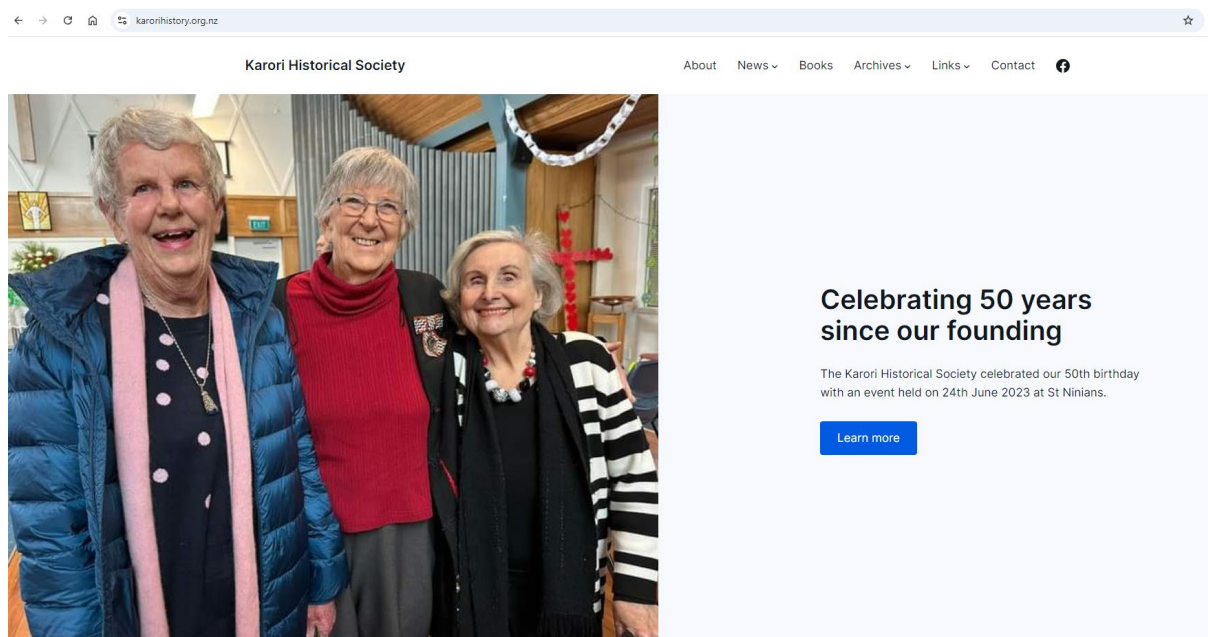 karorihistory.org.nz
Karori Historical Society
About News Books Archives Links Contact
EXIT
Celebrating 50 years
since our founding
The Karori Historical Society celebrated our 50th birthday
with an event held on 24th June 2023 at St Ninians.
Learn more